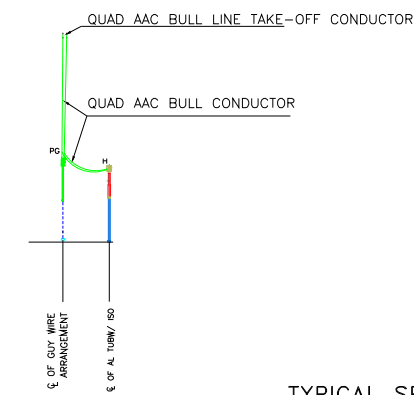 QUAD AAC BULL LINE TAKE-OFF CONDUCTOR
QUAD AAC BULL CONDUCTOR
PG
H
℄ OF GUY WIRE
ARRANGEMENT
℄ OF AL TUBW/ ISO
TYPICAL